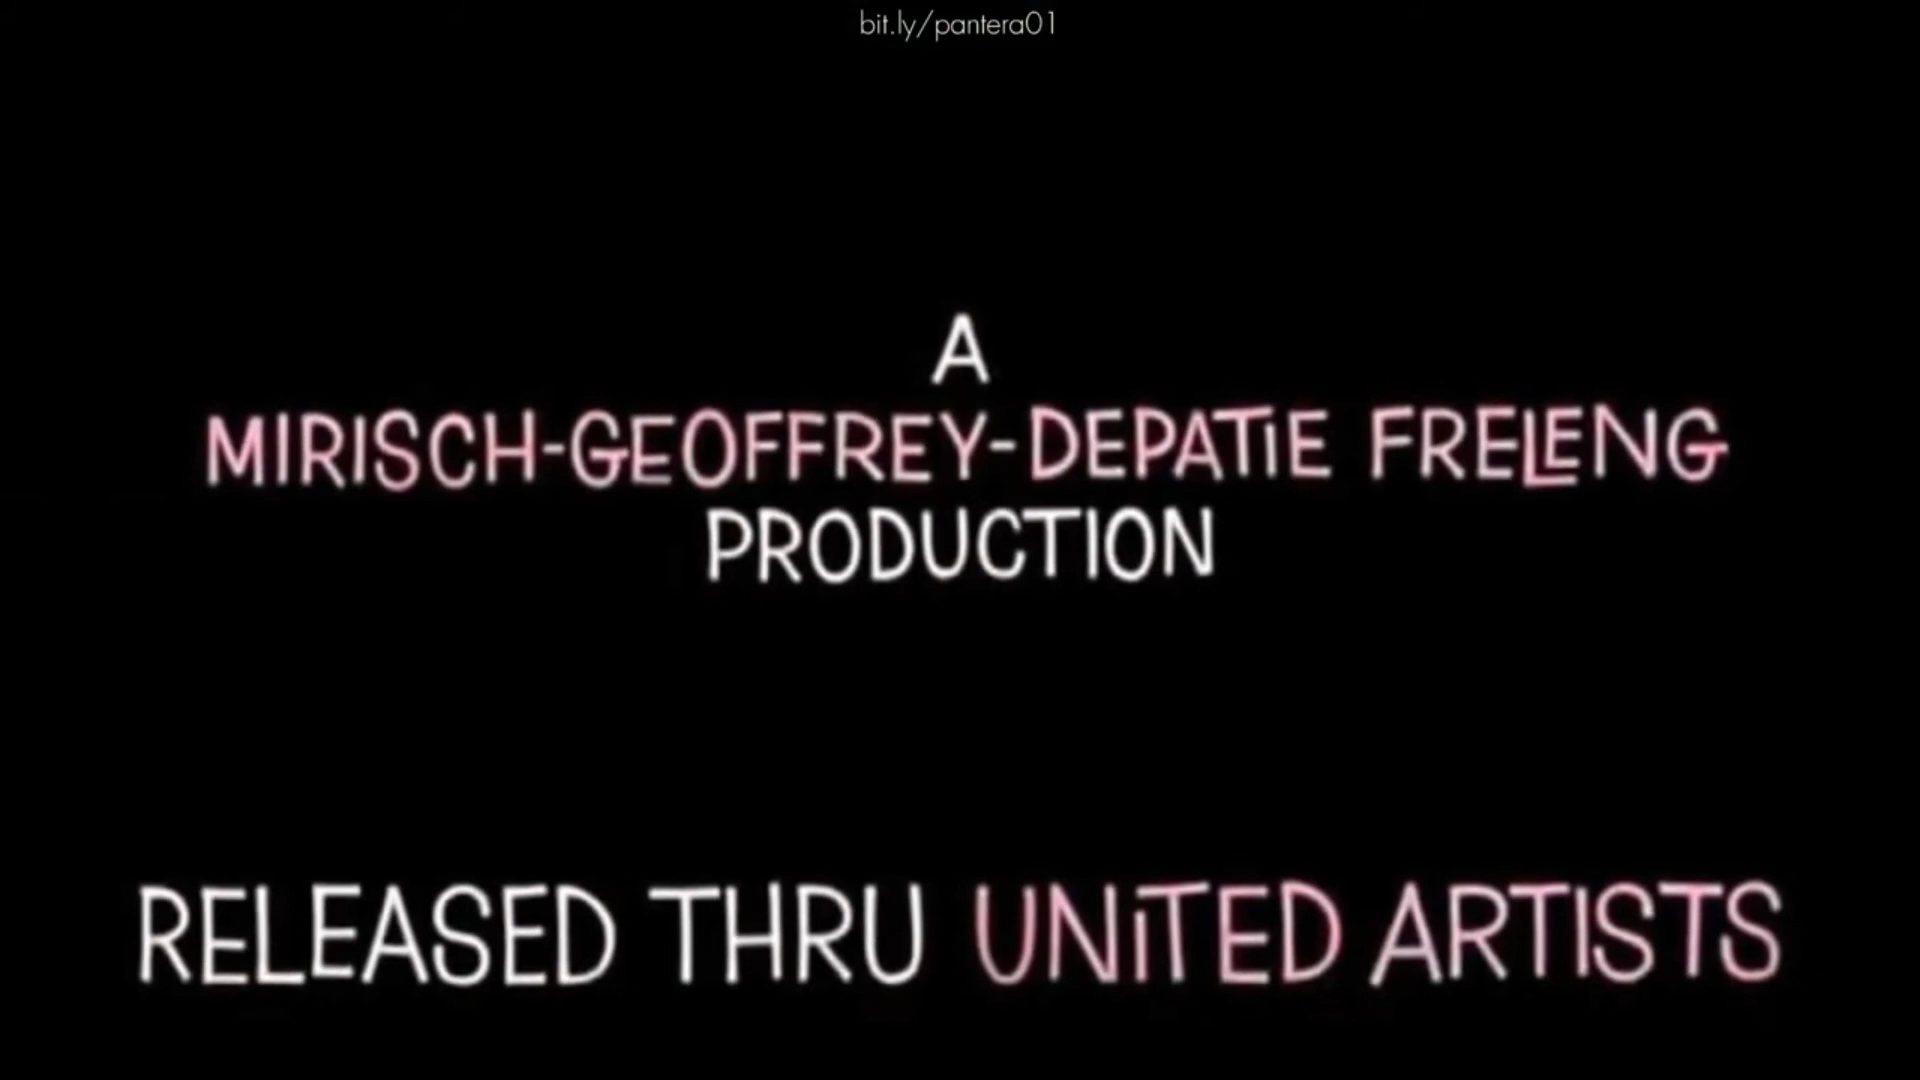 bit.ly/pantera01
A
MIRISCH-GEOFFREY-DEPATIE FRELENG
PRODUCTION
RELEASED THRU UNITED ARTISTS